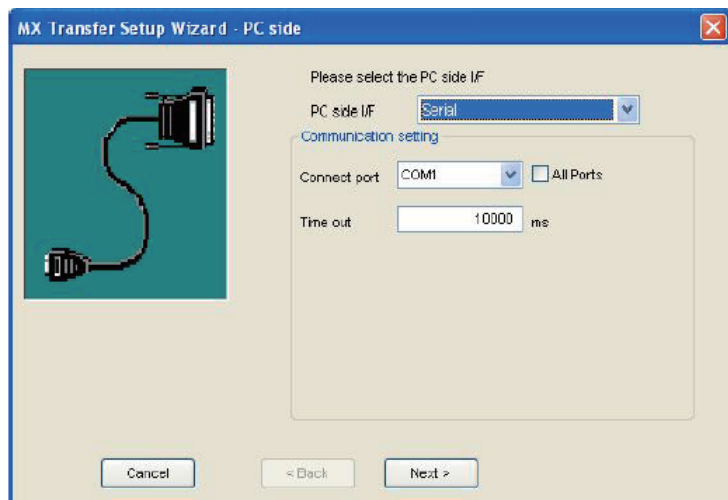 MX Transfer Setup Wizard - PC side
Please select the PC side I/F
PC side I/F Serial
Communication setting
Connect port COM1 All Ports
Time out 10000 ms
Cancel < Back Next >